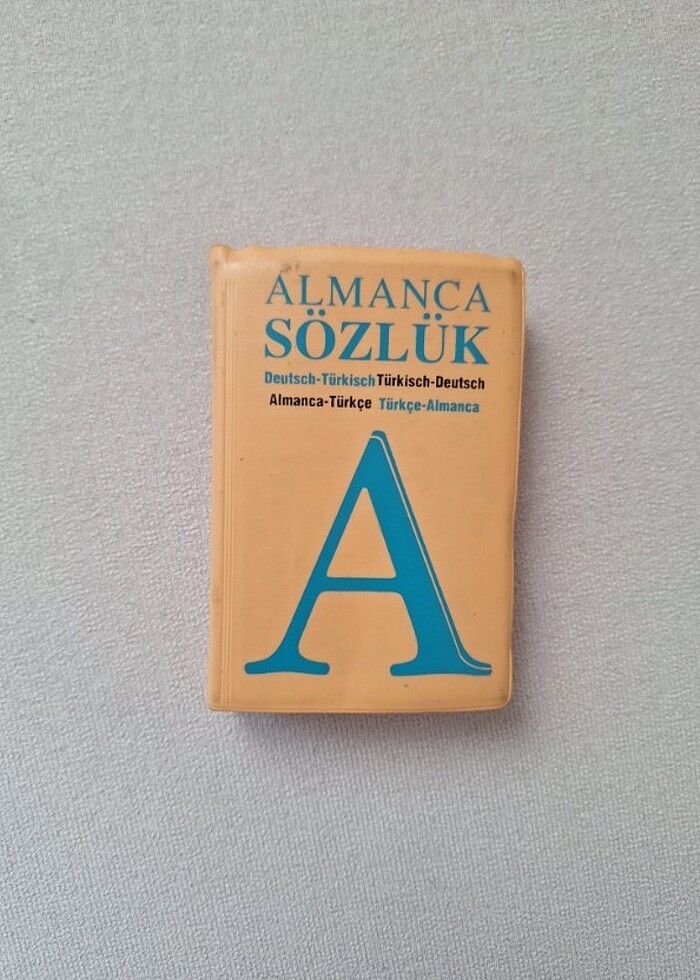 ALMANCA
SÖZLÜK
Deutsch-Türkisch Türkisch-Deutsch
Almanca-Türkçe Türkçe-Almanca
A